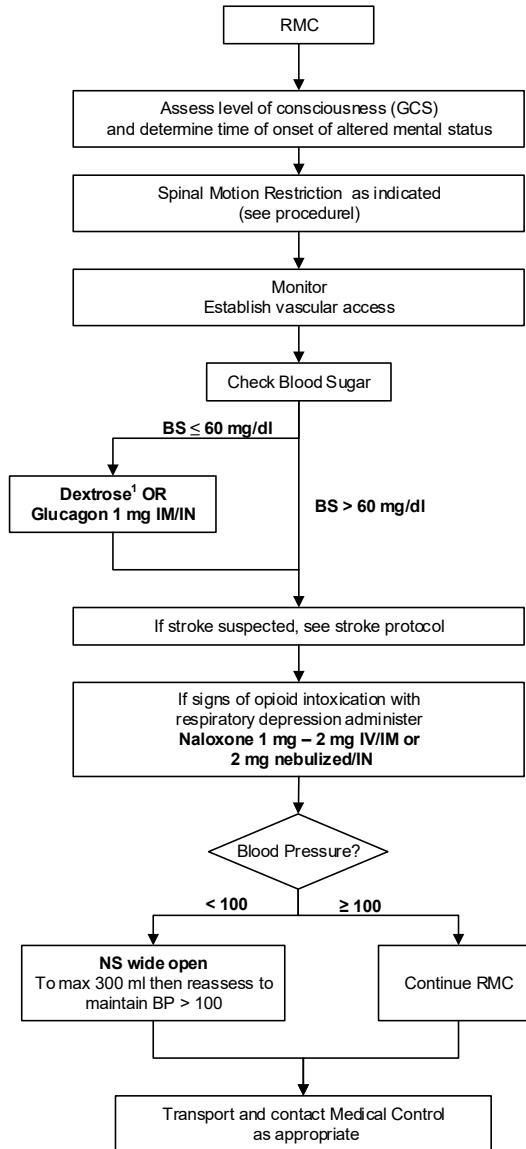 RMC
Assess level of consciousness (GCS)
and determine time of onset of altered mental status
Spinal Motion Restriction as indicated
(see procedurel)
Monitor
Establish vascular access
Check Blood Sugar
BS ≤ 60 mg/dl
Dextrose¹ OR
Glucagon 1 mg IM/IN
BS > 60 mg/dl
If stroke suspected, see stroke protocol
If signs of opioid intoxication with
respiratory depression administer
Naloxone 1 mg – 2 mg IV/IM or
2 mg nebulized/IN
Blood Pressure?
< 100
≥ 100
NS wide open
To max 300 ml then reassess to
maintain BP > 100
Continue RMC
Transport and contact Medical Control
as appropriate